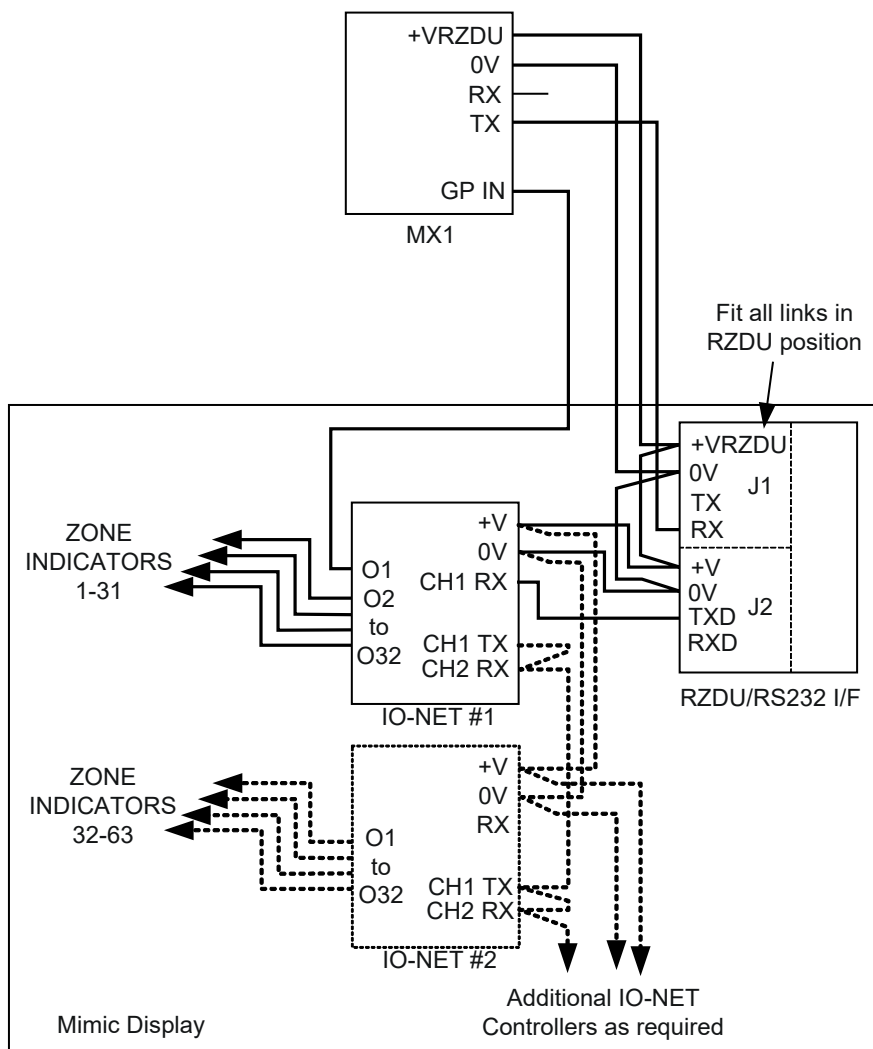 +VRZDU
0V
RX
TX
GP IN
MX1
Fit all links in
RZDU position
+VRZDU
0V
J1
TX
RX
+V
0V
J2
TXD
RXD
RZDU/RS232 I/F
ZONE
INDICATORS
1-31
+V
0V
O1
CH1 RX
O2
to
CH1 TX
O32
CH2 RX
IO-NET #1
ZONE
INDICATORS
32-63
+V
0V
RX
O1
to
O32
CH1 TX
CH2 RX
IO-NET #2
Additional IO-NET
Controllers as required
Mimic Display